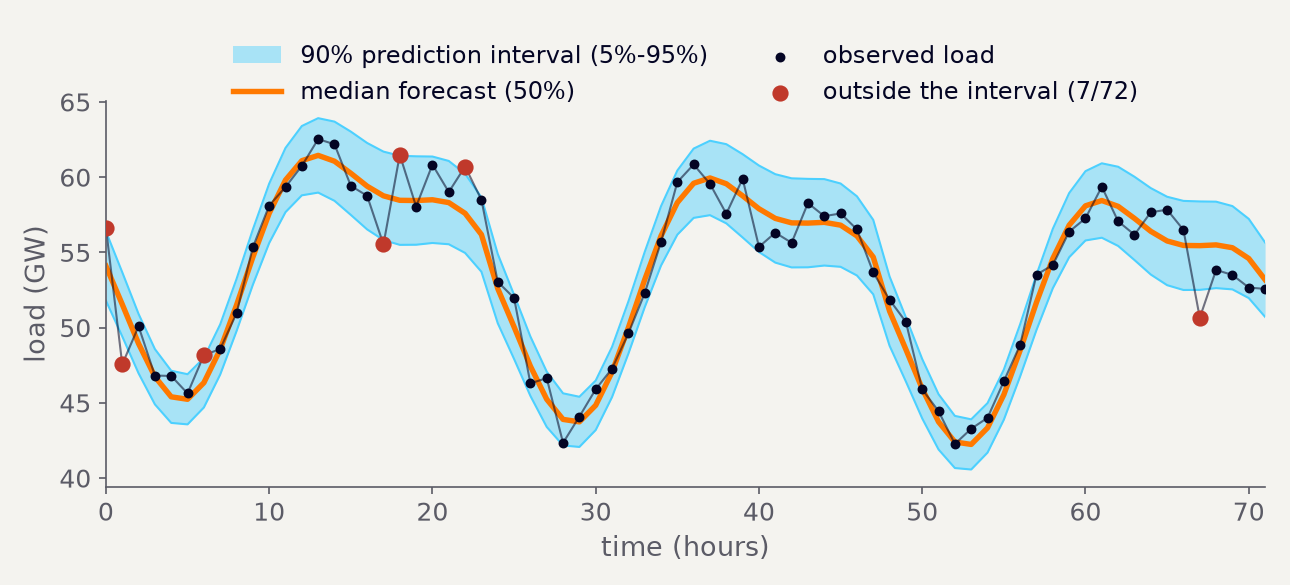 90% prediction interval (5%-95%)
median forecast (50%)
observed load
outside the interval (7/72)
load (GW)
65
60
55
50
45
40
0 10 20 30 40 50 60 70
time (hours)